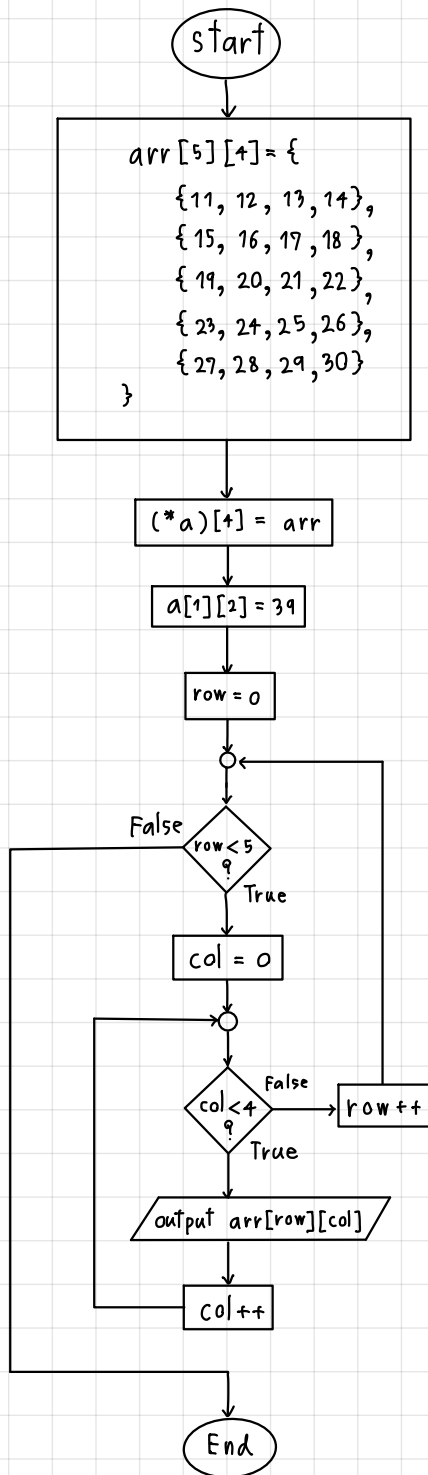 start
arr[5][4] = {
{11, 12, 13, 14},
{15, 16, 17, 18},
{19, 20, 21, 22},
{23, 24, 25, 26},
{27, 28, 29, 30}
}
(*a)[4] = arr
a[1][2] = 39
row = 0
False
row < 5
?
True
col = 0
False
col < 4
?
row ++
True
output arr[row][col]
col ++
End